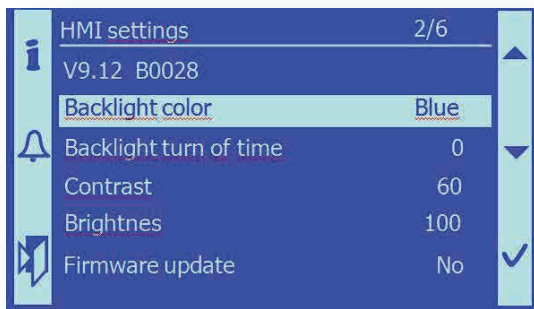 HMI settings 2/6
V9.12 B0028
Backlight color Blue
Backlight turn of time 0
Contrast 60
Brightnes 100
Firmware update No